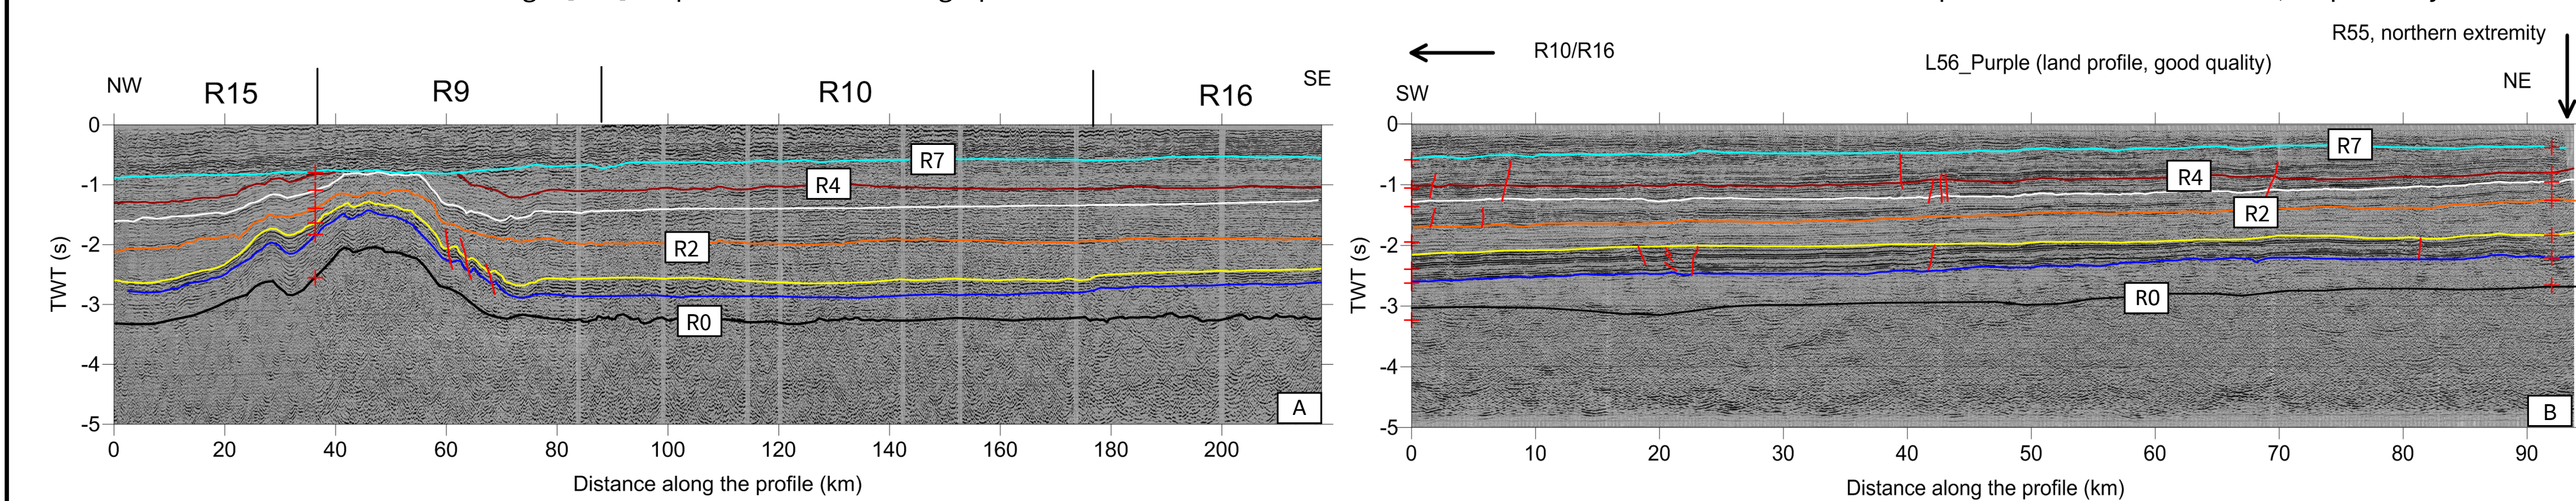 NW
R15
R9
R10
R16
SE
0
-1
-2
-3
-4
-5
TWT (s)
R7
R4
R2
R0
A
0 20 40 60 80 100 120 140 160 180 200
Distance along the profile (km)
R10/R16
L56_Purple (land profile, good quality)
R55, northern extremity
SW
NE
0
-1
-2
-3
-4
-5
TWT (s)
R7
R4
R2
R0
B
0 10 20 30 40 50 60 70 80 90
Distance along the profile (km)